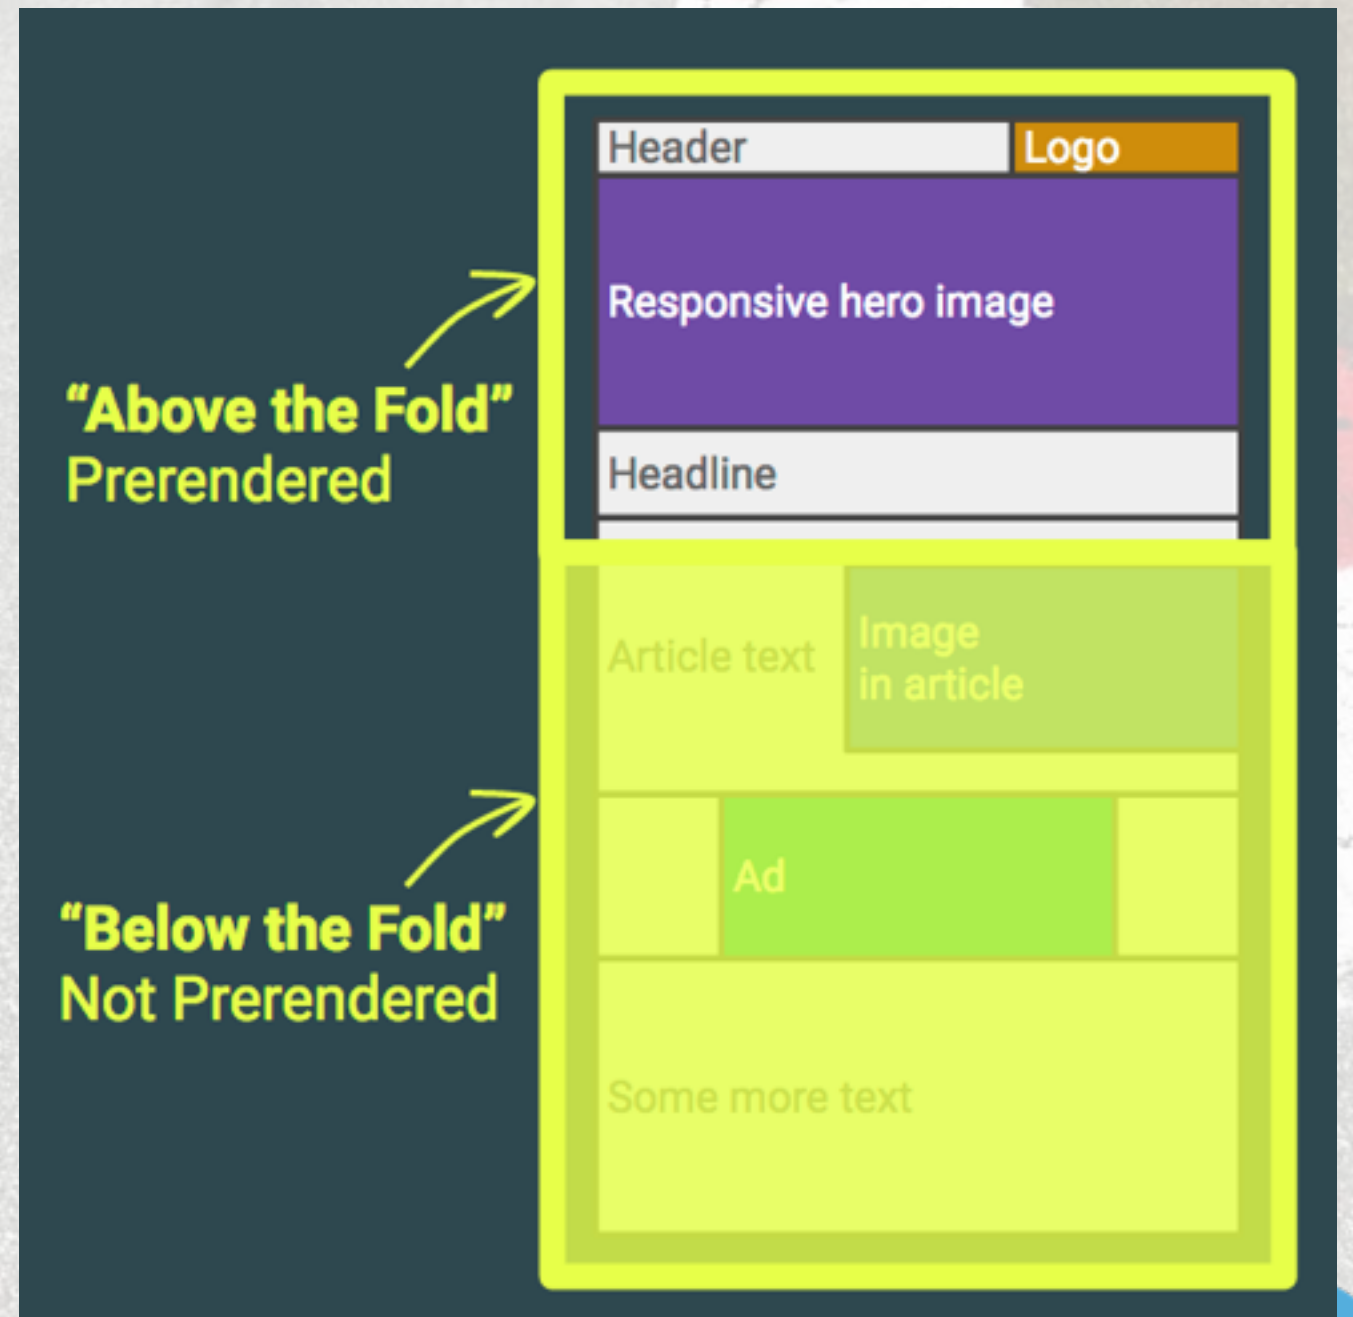 Header
Logo
Responsive hero image
“Above the Fold”
Prerendered
Headline
Article text
Image
in article
Ad
“Below the Fold”
Not Prerendered
Some more text